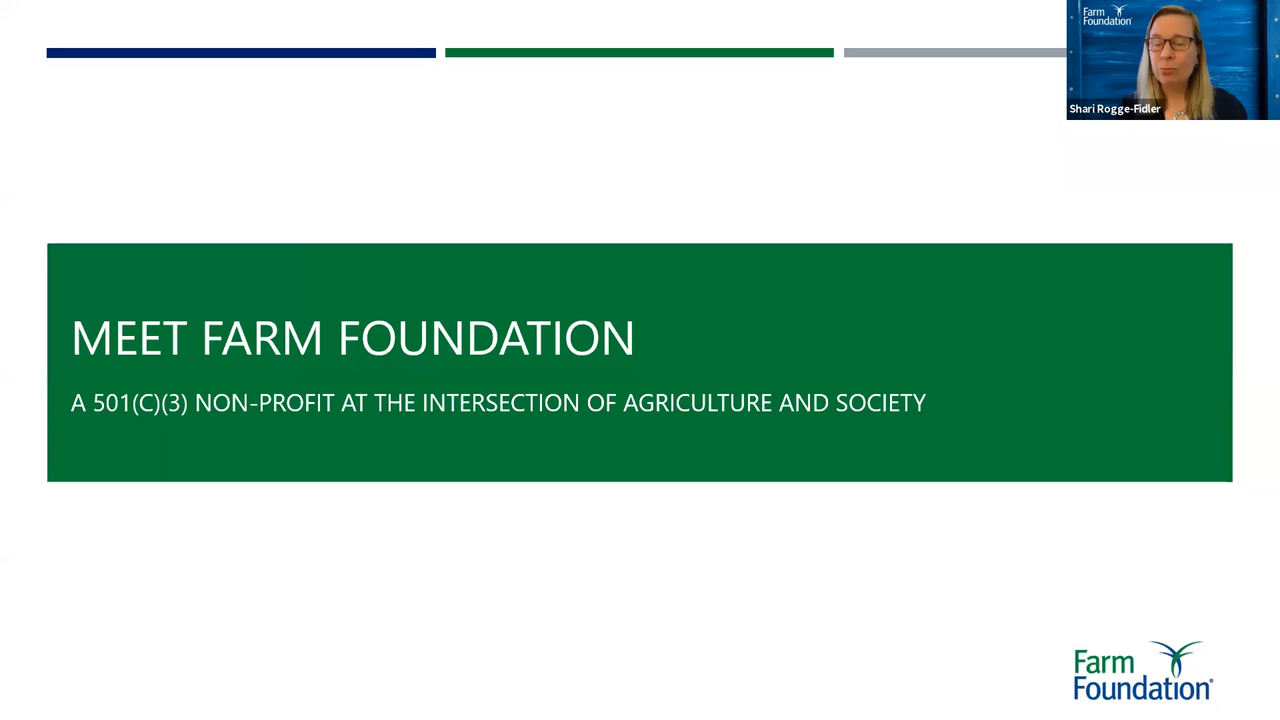 Farm
Foundation
Shari Rogge-Fidler
MEET FARM FOUNDATION
A 501(C)(3) NON-PROFIT AT THE INTERSECTION OF AGRICULTURE AND SOCIETY
Farm
Foundation®